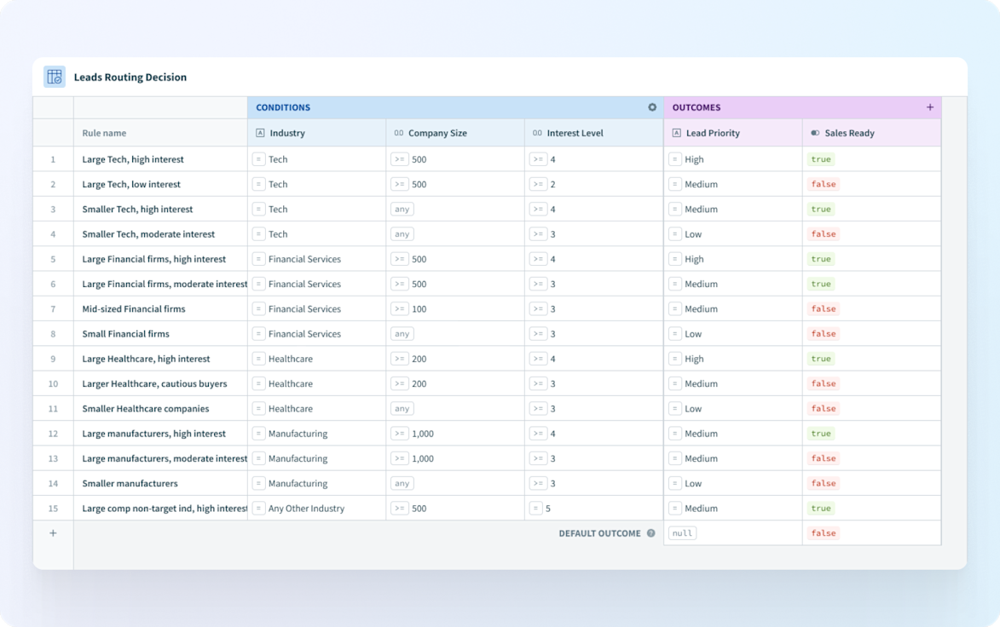 Leads Routing Decision
CONDITIONS OUTCOMES +
Rule name A Industry 0.0 Company Size 0.0 Interest Level A Lead Priority Sales Ready
1 Large Tech, high interest = Tech >= 500 >= 4 = High true
2 Large Tech, low interest = Tech >= 500 >= 2 = Medium false
3 Smaller Tech, high interest = Tech any >= 4 = Medium true
4 Smaller Tech, moderate interest = Tech any >= 3 = Low false
5 Large Financial firms, high interest = Financial Services >= 500 >= 4 = High true
6 Large Financial firms, moderate interest = Financial Services >= 500 >= 3 = Medium true
7 Mid-sized Financial firms = Financial Services >= 100 >= 3 = Medium false
8 Small Financial firms = Financial Services any >= 3 = Low false
9 Large Healthcare, high interest = Healthcare >= 200 >= 4 = High true
10 Larger Healthcare, cautious buyers = Healthcare >= 200 >= 3 = Medium false
11 Smaller Healthcare companies = Healthcare any >= 3 = Low false
12 Large manufacturers, high interest = Manufacturing >= 1,000 >= 4 = Medium true
13 Large manufacturers, moderate interest = Manufacturing >= 1,000 >= 3 = Medium false
14 Smaller manufacturers = Manufacturing any >= 3 = Low false
15 Large comp non-target ind, high interest = Any Other Industry >= 500 = 5 = Medium true
+ DEFAULT OUTCOME ? null false